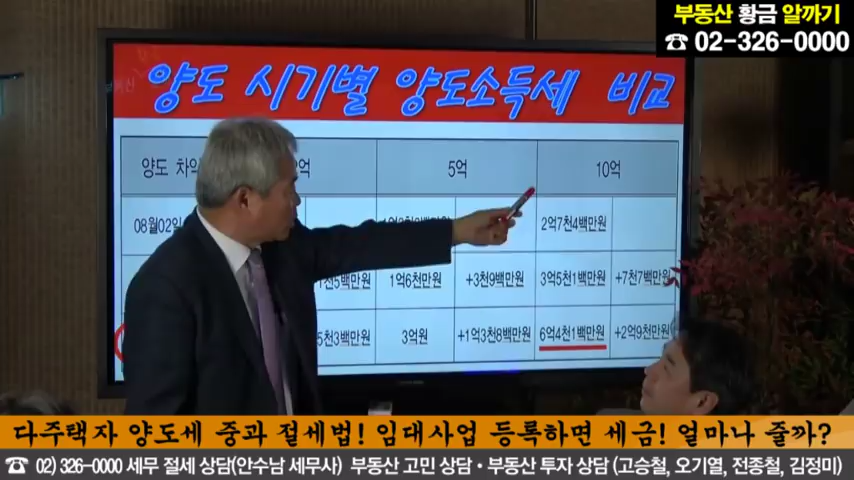 부동산 황금 알까기
☎ 02-326-0000
양도 시기별 양도소득세 비교
양도 차익 5억 10억
08월02일 2억7천4백만원
1억6천만원 +3천9백만원 3억5천1백만원 +7천7백만원
5천3백만원 3억원 +1억3천8백만원 6억4천1백만원 +2억9천만원
다주택자 양도세 중과 절세법! 임대사업 등록하면 세금! 얼마나 줄까?
☎ 02) 326-0000 세무 절세 상담(안수남 세무사) 부동산 고민 상담·부동산 투자 상담 (고승철, 오기열, 전종철, 김정미)